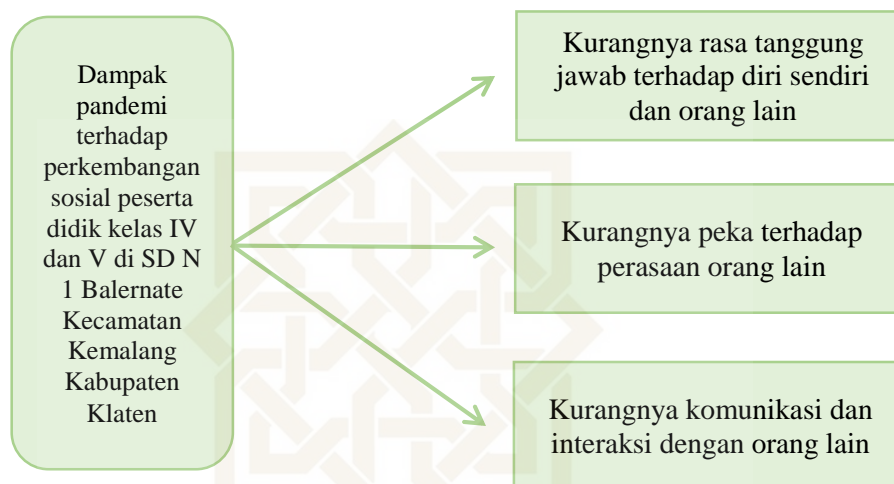 Dampak
pandemi
terhadap
perkembangan
sosial peserta
didik kelas IV
dan V di SD N
1 Balernate
Kecamatan
Kemalang
Kabupaten
Klaten
Kurangnya rasa tanggung
jawab terhadap diri sendiri
dan orang lain
Kurangnya peka terhadap
perasaan orang lain
Kurangnya komunikasi dan
interaksi dengan orang lain